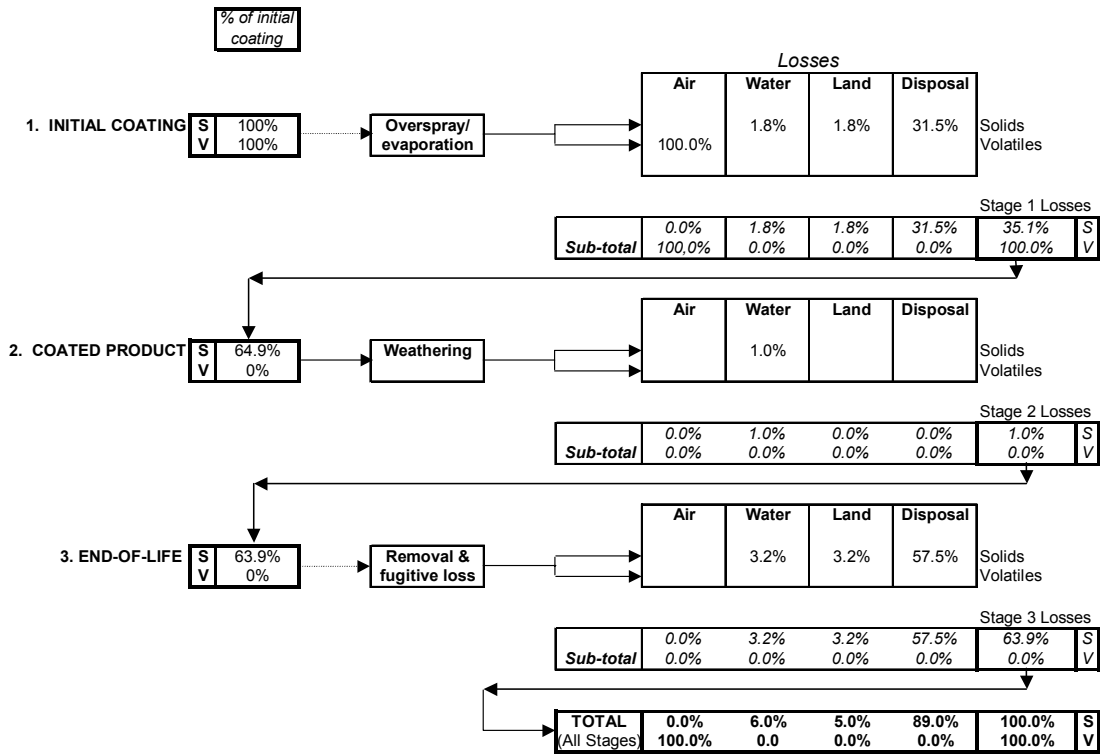 % of initial
coating
Losses
Air Water Land Disposal
1. INITIAL COATING S 100% Overspray/ 1.8% 1.8% 31.5% Solids
V 100% evaporation 100.0% Volatiles
Stage 1 Losses
0.0% 1.8% 1.8% 31.5% 35.1% S
Sub-total 100,0% 0.0% 0.0% 0.0% 100.0% V
Air Water Land Disposal
2. COATED PRODUCT S 64.9% Weathering 1.0% Solids
V 0% Volatiles
Stage 2 Losses
0.0% 1.0% 0.0% 0.0% 1.0% S
Sub-total 0.0% 0.0% 0.0% 0.0% 0.0% V
Air Water Land Disposal
3. END-OF-LIFE S 63.9% Removal & 3.2% 3.2% 57.5% Solids
V 0% fugitive loss Volatiles
Stage 3 Losses
0.0% 3.2% 3.2% 57.5% 63.9% S
Sub-total 0.0% 0.0% 0.0% 0.0% 0.0% V
TOTAL 0.0% 6.0% 5.0% 89.0% 100.0% S
(All Stages) 100.0% 0.0 0.0% 0.0% 100.0% V